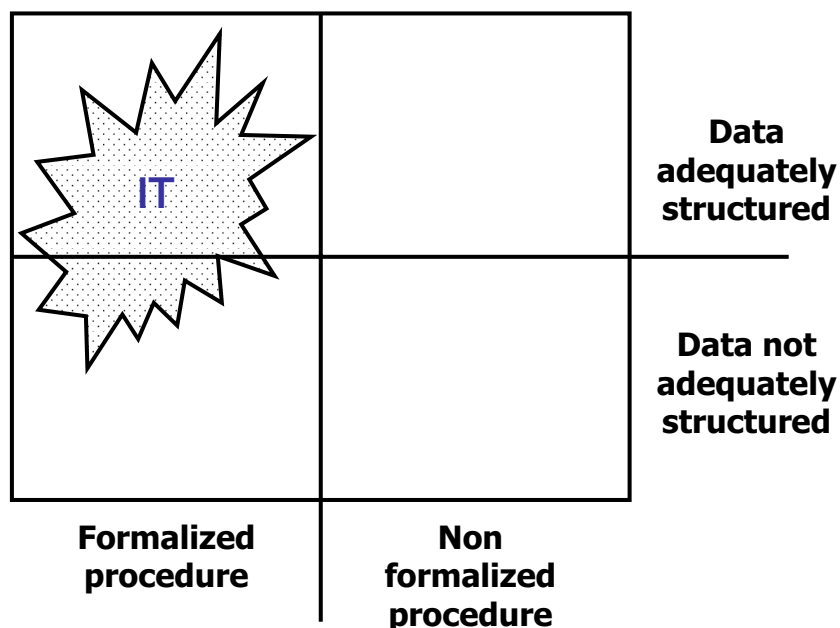 IT
Data
adequately
structured
Data not
adequately
structured
Formalized
procedure
Non
formalized
procedure